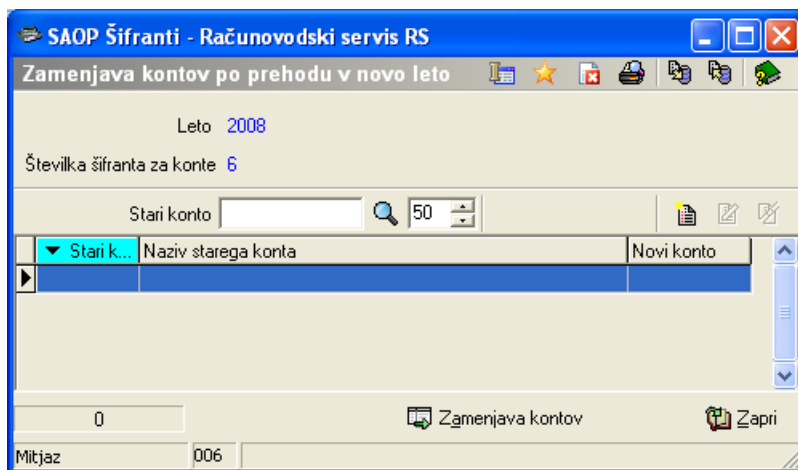 SAOP Šifranti - Računovodski servis RS
Zamenjava kontov po prehodu v novo leto
Leto 2008
Številka šifranta za konte 6
Stari konto 50
Stari k... Naziv starega konta Novi konto
0 Zamenjava kontov Zapri
Mitjaz 006